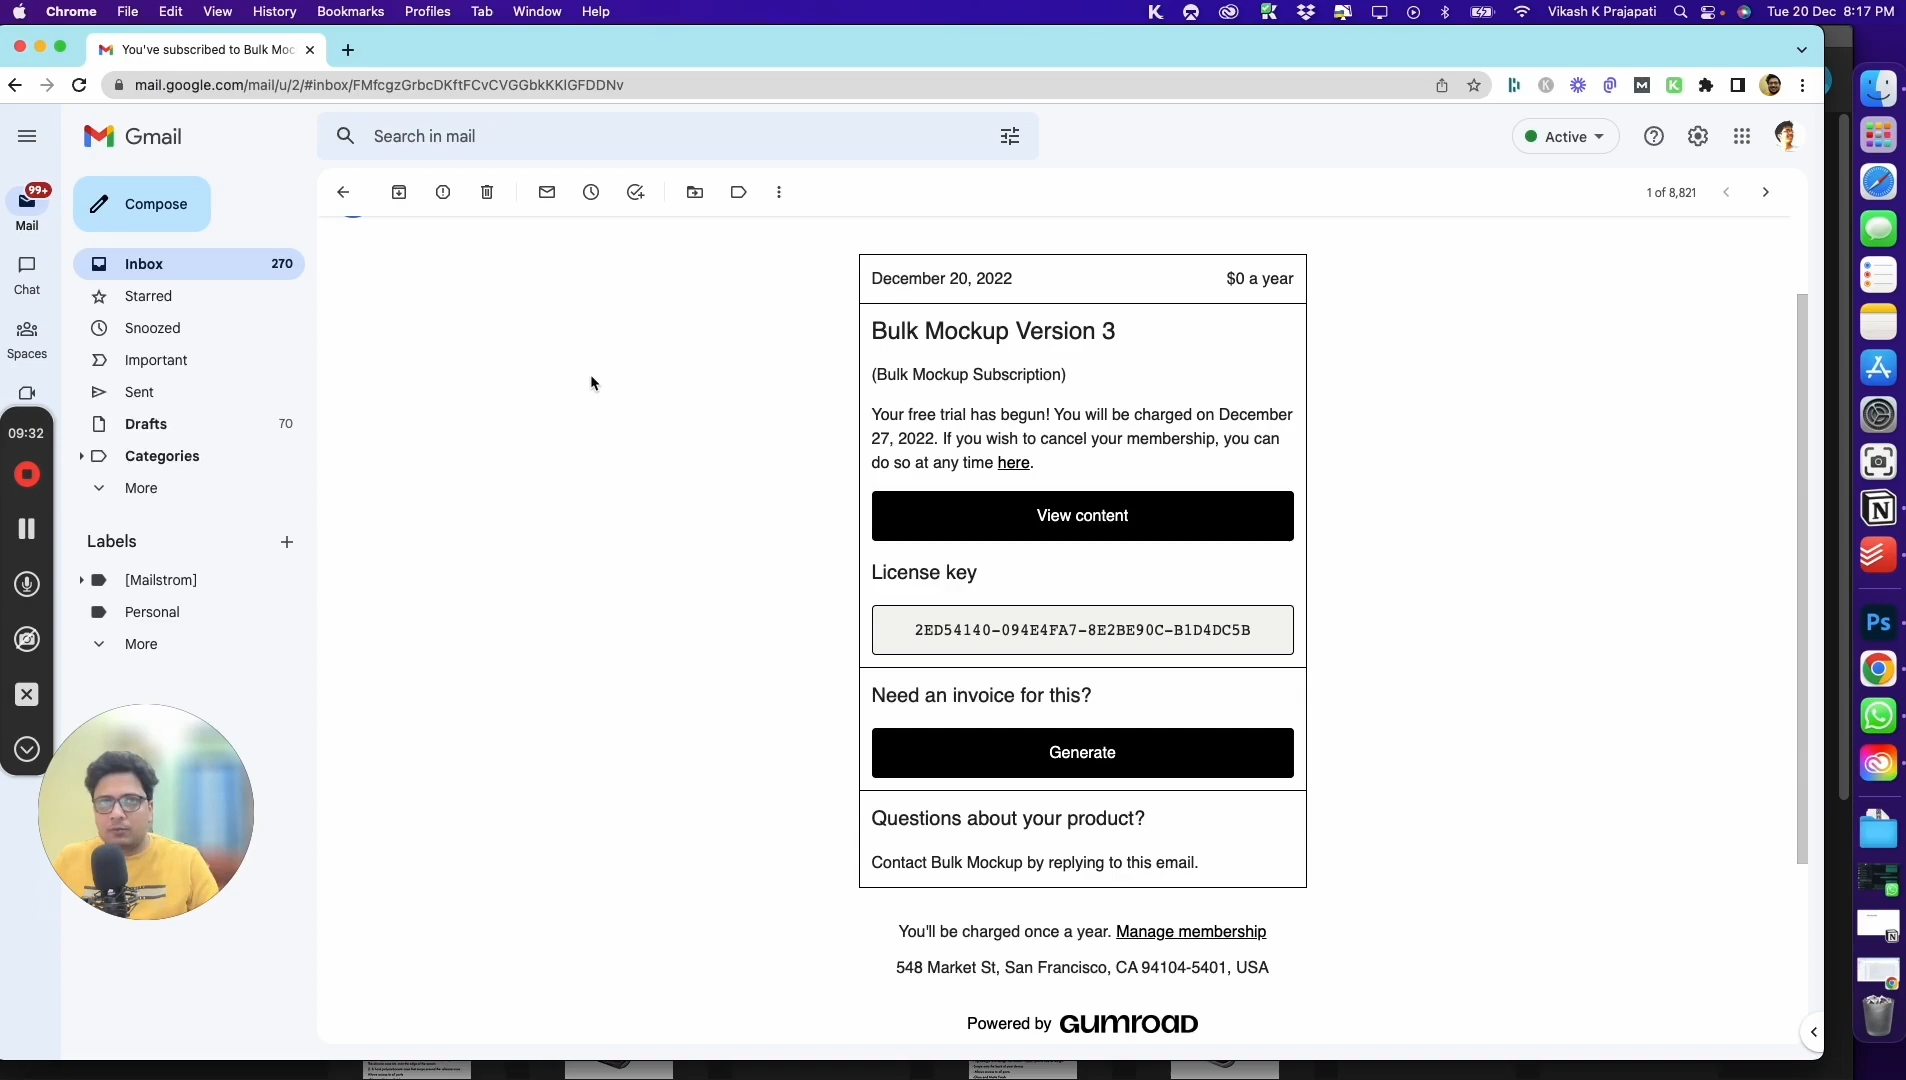 Chrome File Edit View History Bookmarks Profiles Tab Window Help
Vikash K Prajapati Tue 20 Dec 8:17 PM
You've subscribed to Bulk Moc
mail.google.com/mail/u/2/#inbox/FMfcgzGrbcDKftFCvCVGGbkKKlGFDDNv
Gmail
Search in mail
Active
99+
Mail
Chat
Spaces
Compose
Inbox 270
Starred
Snoozed
Important
Sent
Drafts 70
Categories
More
Labels
[Mailstrom]
Personal
More
09:32
1 of 8,821
December 20, 2022 $0 a year
Bulk Mockup Version 3
(Bulk Mockup Subscription)
Your free trial has begun! You will be charged on December
27, 2022. If you wish to cancel your membership, you can
do so at any time here.
View content
License key
2ED54140-094E4FA7-8E2BE90C-B1D4DC5B
Need an invoice for this?
Generate
Questions about your product?
Contact Bulk Mockup by replying to this email.
You'll be charged once a year. Manage membership
548 Market St, San Francisco, CA 94104-5401, USA
Powered by GUMROAD
Ps